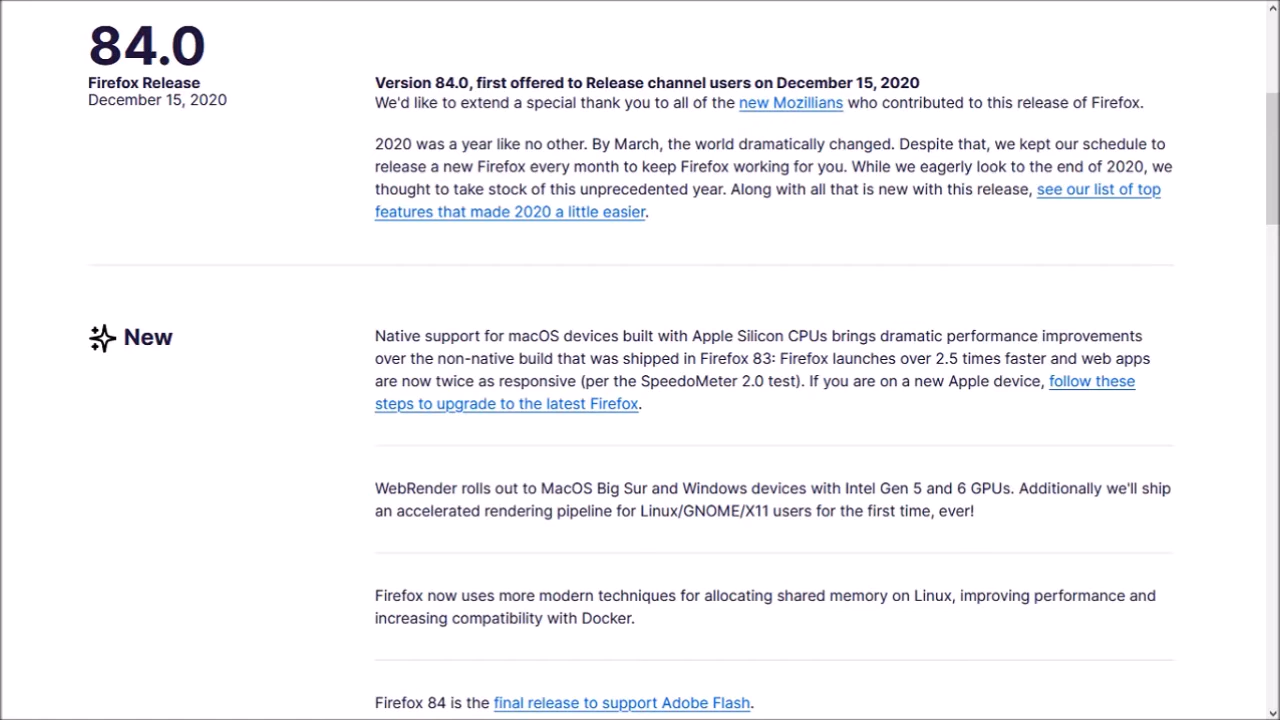 84.0
Firefox Release
December 15, 2020
Version 84.0, first offered to Release channel users on December 15, 2020
We'd like to extend a special thank you to all of the new Mozillians who contributed to this release of Firefox.
2020 was a year like no other. By March, the world dramatically changed. Despite that, we kept our schedule to
release a new Firefox every month to keep Firefox working for you. While we eagerly look to the end of 2020, we
thought to take stock of this unprecedented year. Along with all that is new with this release, see our list of top
features that made 2020 a little easier.
New
Native support for macOS devices built with Apple Silicon CPUs brings dramatic performance improvements
over the non-native build that was shipped in Firefox 83: Firefox launches over 2.5 times faster and web apps
are now twice as responsive (per the SpeedoMeter 2.0 test). If you are on a new Apple device, follow these
steps to upgrade to the latest Firefox.
WebRender rolls out to MacOS Big Sur and Windows devices with Intel Gen 5 and 6 GPUs. Additionally we'll ship
an accelerated rendering pipeline for Linux/GNOME/X11 users for the first time, ever!
Firefox now uses more modern techniques for allocating shared memory on Linux, improving performance and
increasing compatibility with Docker.
Firefox 84 is the final release to support Adobe Flash.